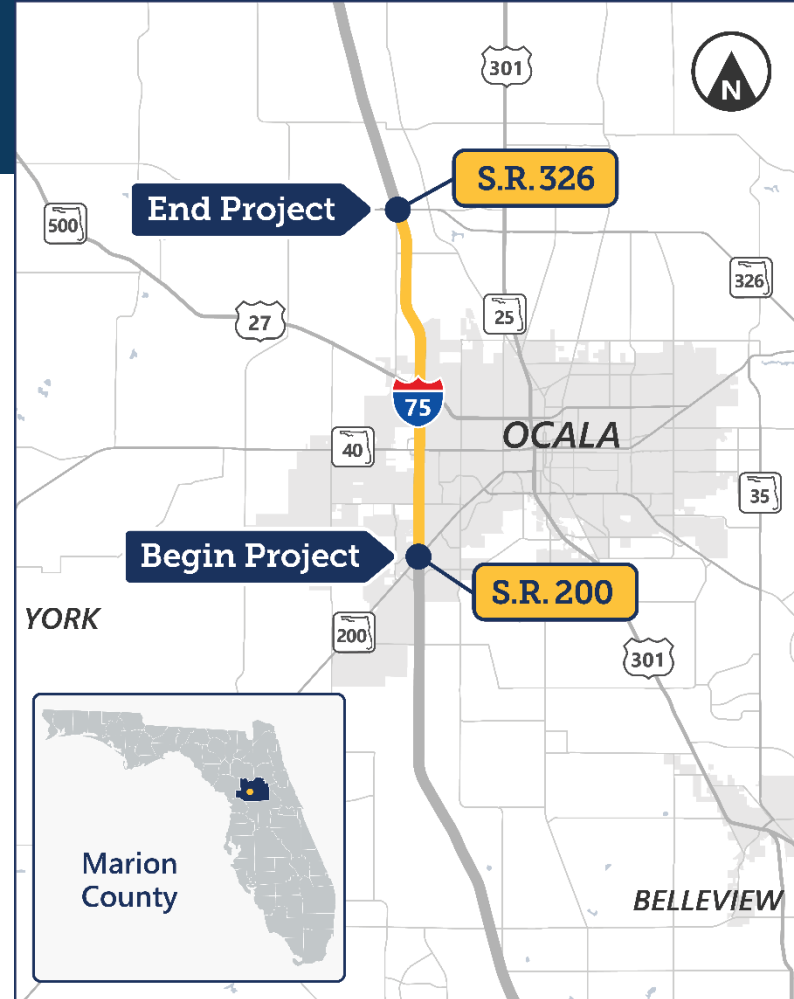 301
N
S.R. 326
End Project
500
326
27
25
75
OCALA
40
35
Begin Project
S.R. 200
YORK
200
301
Marion
County
BELLEVIEW